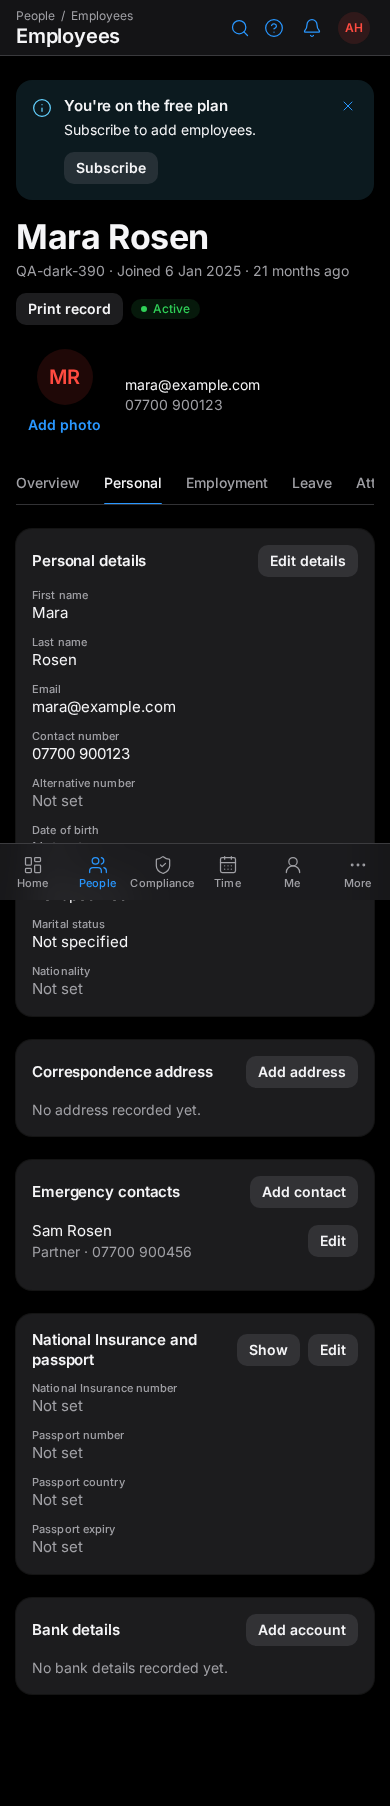 People / Employees
Employees
AH
You're on the free plan
Subscribe to add employees.
Subscribe
Mara Rosen
QA-dark-390 · Joined 6 Jan 2025 · 21 months ago
Print record
Active
MR
Add photo
mara@example.com
07700 900123
Overview Personal Employment Leave Att
Personal details
Edit details
First name
Mara
Last name
Rosen
Email
mara@example.com
Contact number
07700 900123
Alternative number
Not set
Date of birth
Home People Compliance Time Me More
Marital status
Not specified
Nationality
Not set
Correspondence address
Add address
No address recorded yet.
Emergency contacts
Add contact
Sam Rosen
Partner · 07700 900456
Edit
National Insurance and
passport
Show Edit
National Insurance number
Not set
Passport number
Not set
Passport country
Not set
Passport expiry
Not set
Bank details
Add account
No bank details recorded yet.